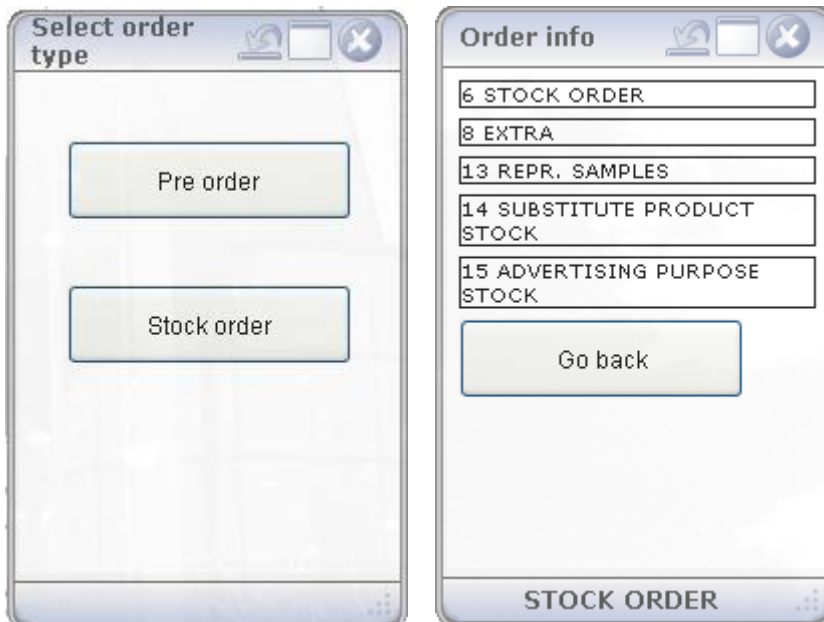 Select order
type
Pre order
Stock order
Order info
6 STOCK ORDER
8 EXTRA
13 REPR. SAMPLES
14 SUBSTITUTE PRODUCT
STOCK
15 ADVERTISING PURPOSE
STOCK
Go back
STOCK ORDER